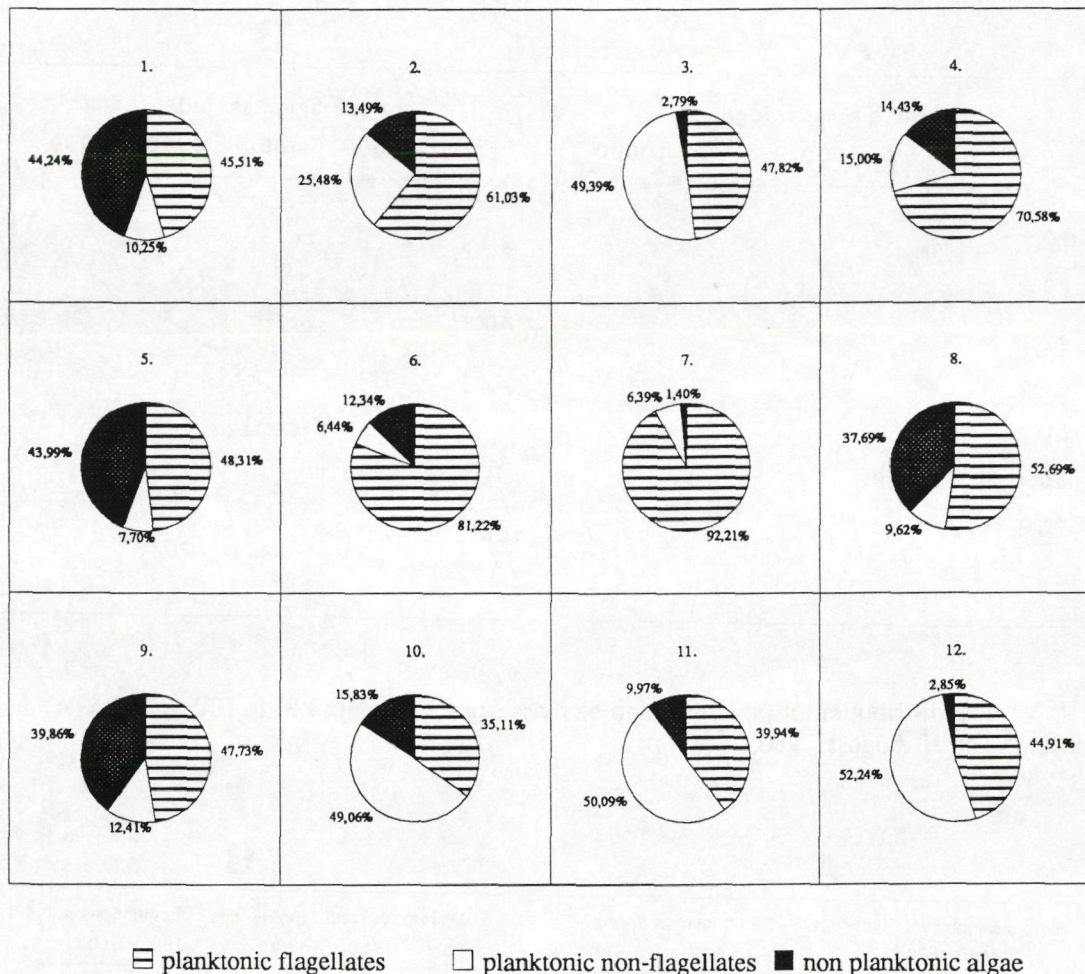 1. 2. 3. 4.
44,24% 45,51% 10,25%
13,49% 25,48% 61,03%
2,79% 49,39% 47,82%
14,43% 15,00% 70,58%
5. 6. 7. 8.
43,99% 48,31% 7,70%
12,34% 6,44% 81,22%
6,39% 1,40% 92,21%
37,69% 52,69% 9,62%
9. 10. 11. 12.
39,86% 47,73% 12,41%
15,83% 35,11% 49,06%
9,97% 39,94% 50,09%
2,85% 44,91% 52,24%
planktonic flagellates planktonic non-flagellates non planktonic algae